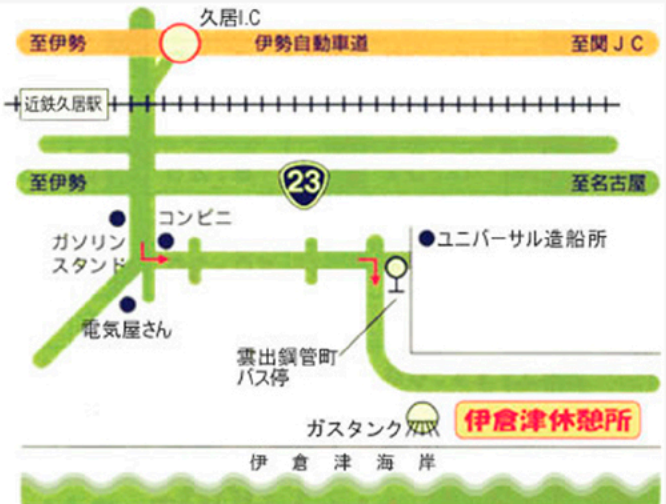 久居I.C
至伊勢
伊勢自動車道
至関JC
近鉄久居駅
至伊勢
23
至名古屋
コンビニ
ガソリン
スタンド
ユニバーサル造船所
電気屋さん
雲出鋼管町
バス停
ガスタンク
伊倉津休憩所
伊倉津海岸